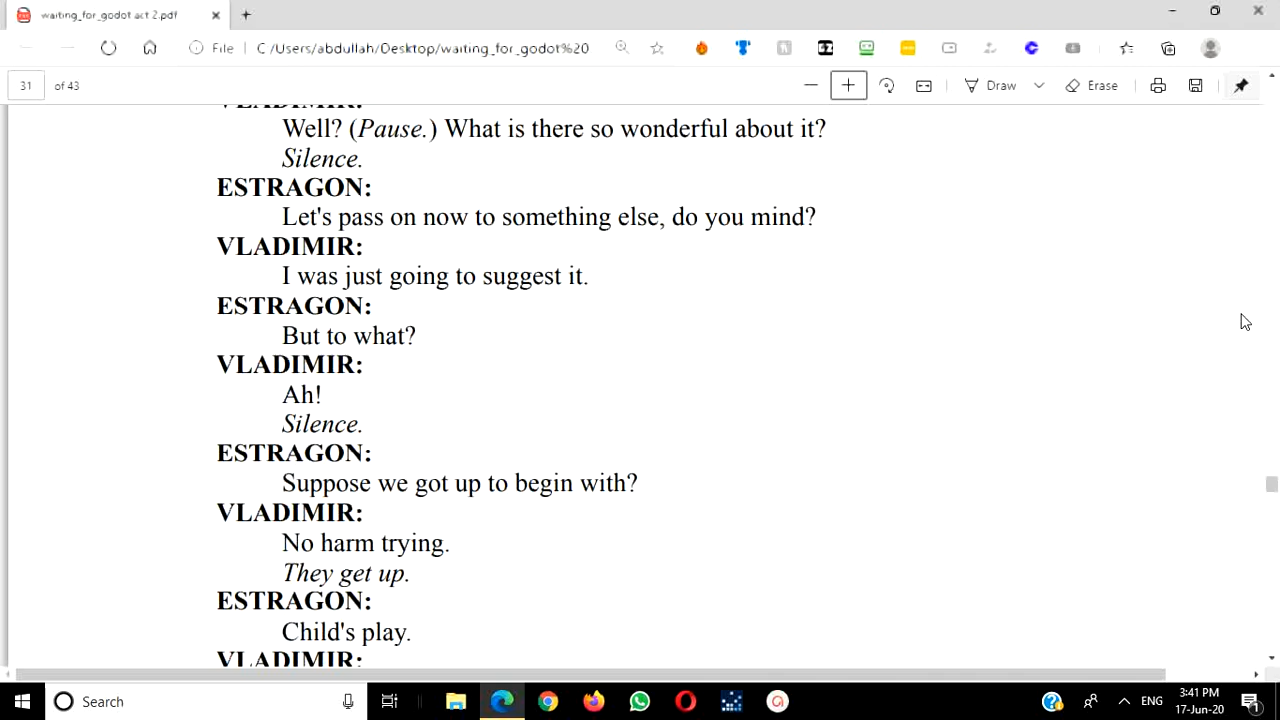 waiting_for_godot act 2.pdf
File
C /Users/abdullah/Desktop/waiting_for_godot%20
31 of 43
Draw
Erase
VLADIMIR:
Well? (Pause.) What is there so wonderful about it?
Silence.
ESTRAGON:
Let's pass on now to something else, do you mind?
VLADIMIR:
I was just going to suggest it.
ESTRAGON:
But to what?
VLADIMIR:
Ah!
Silence.
ESTRAGON:
Suppose we got up to begin with?
VLADIMIR:
No harm trying.
They get up.
ESTRAGON:
Child's play.
VLADIMIR:
Search
ENG
3:41 PM
17-Jun-20
1